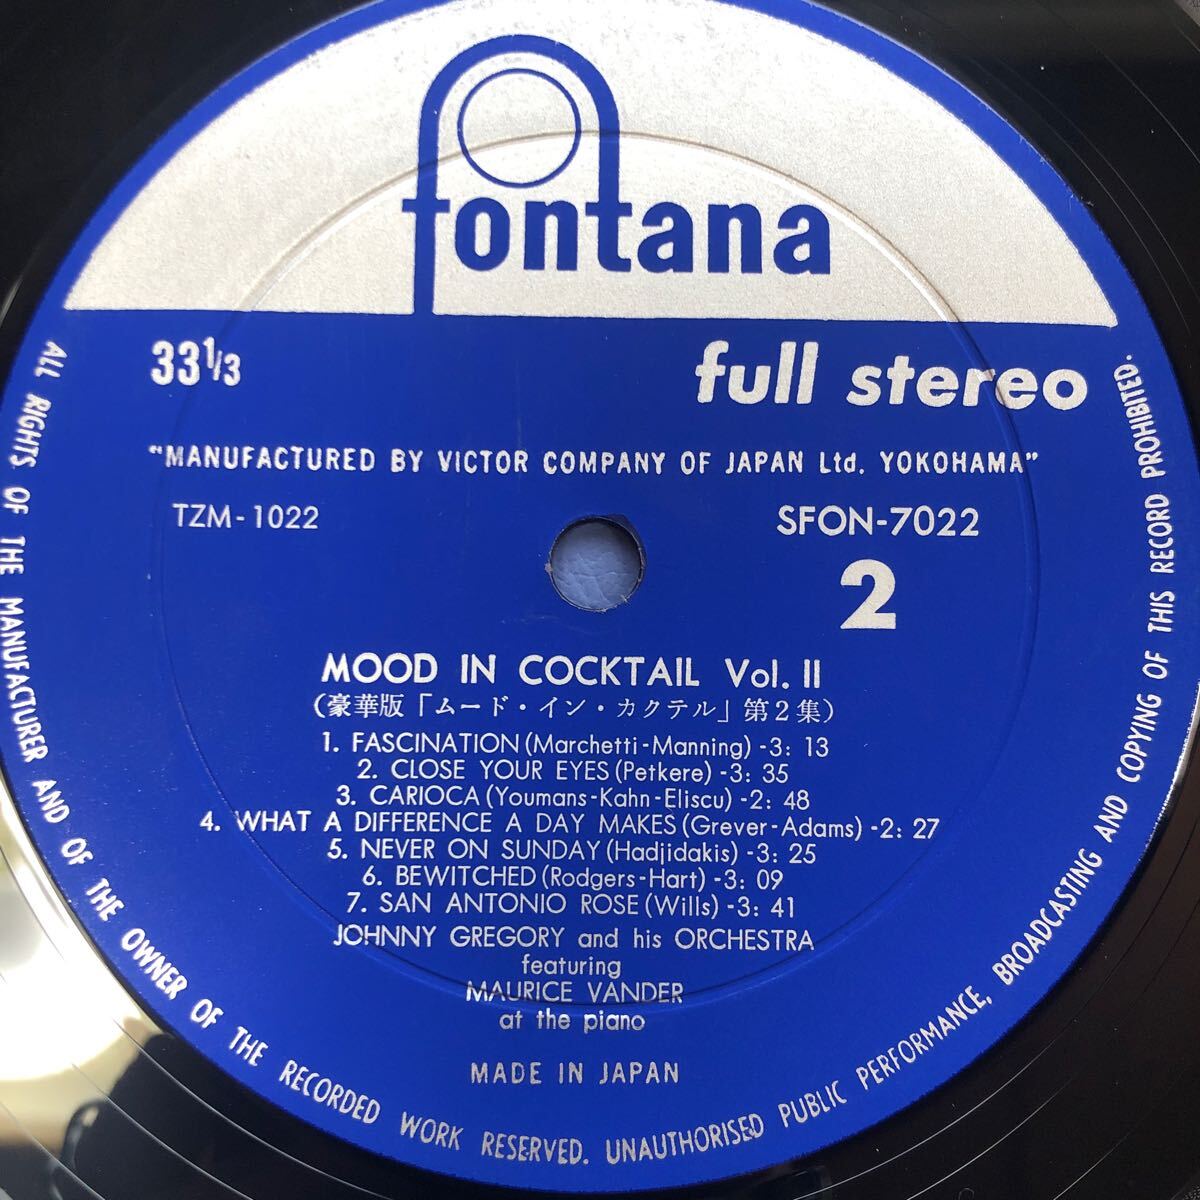 fontana
33⅓
full stereo
"MANUFACTURED BY VICTOR COMPANY OF JAPAN Ltd. YOKOHAMA"
TZM-1022
SFON-7022
2
MOOD IN COCKTAIL Vol. II
(豪華版「ムード・イン・カクテル」第2集)
1. FASCINATION (Marchetti-Manning) -3: 13
2. CLOSE YOUR EYES (Petkere) -3: 35
3. CARIOCA (Youmans-Kahn-Eliscu) -2: 48
4. WHAT A DIFFERENCE A DAY MAKES (Grever-Adams) -2: 27
5. NEVER ON SUNDAY (Hadjidakis) -3: 25
6. BEWITCHED (Rodgers-Hart) -3: 09
7. SAN ANTONIO ROSE (Wills) -3: 41
JOHNNY GREGORY and his ORCHESTRA
featuring
MAURICE VANDER
at the piano
MADE IN JAPAN
ALL RIGHTS OF THE MANUFACTURER AND OF THE OWNER OF THE RECORDED WORK RESERVED. UNAUTHORISED PUBLIC PERFORMANCE, BROADCASTING AND COPYING OF THIS RECORD PROHIBITED.